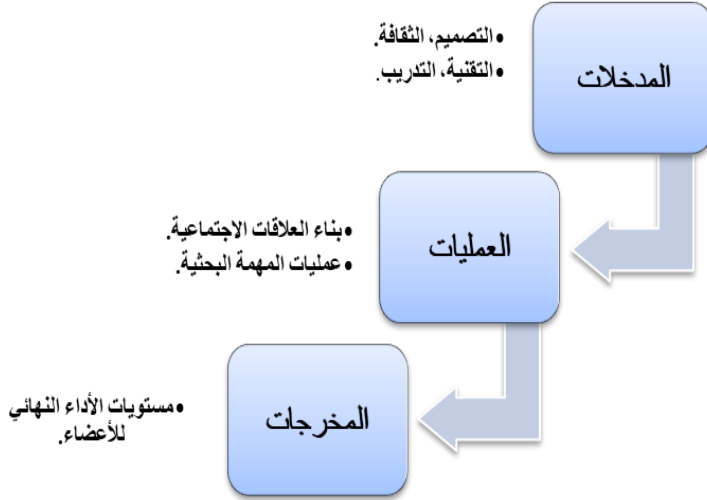 المدخلات
•التصميم، الثقافة.
•التقنية، التدريب.
العمليات
•بناء العلاقات الاجتماعية.
•عمليات المهمة البحثية.
المخرجات
•مستويات الأداء النهائي
للأعضاء.